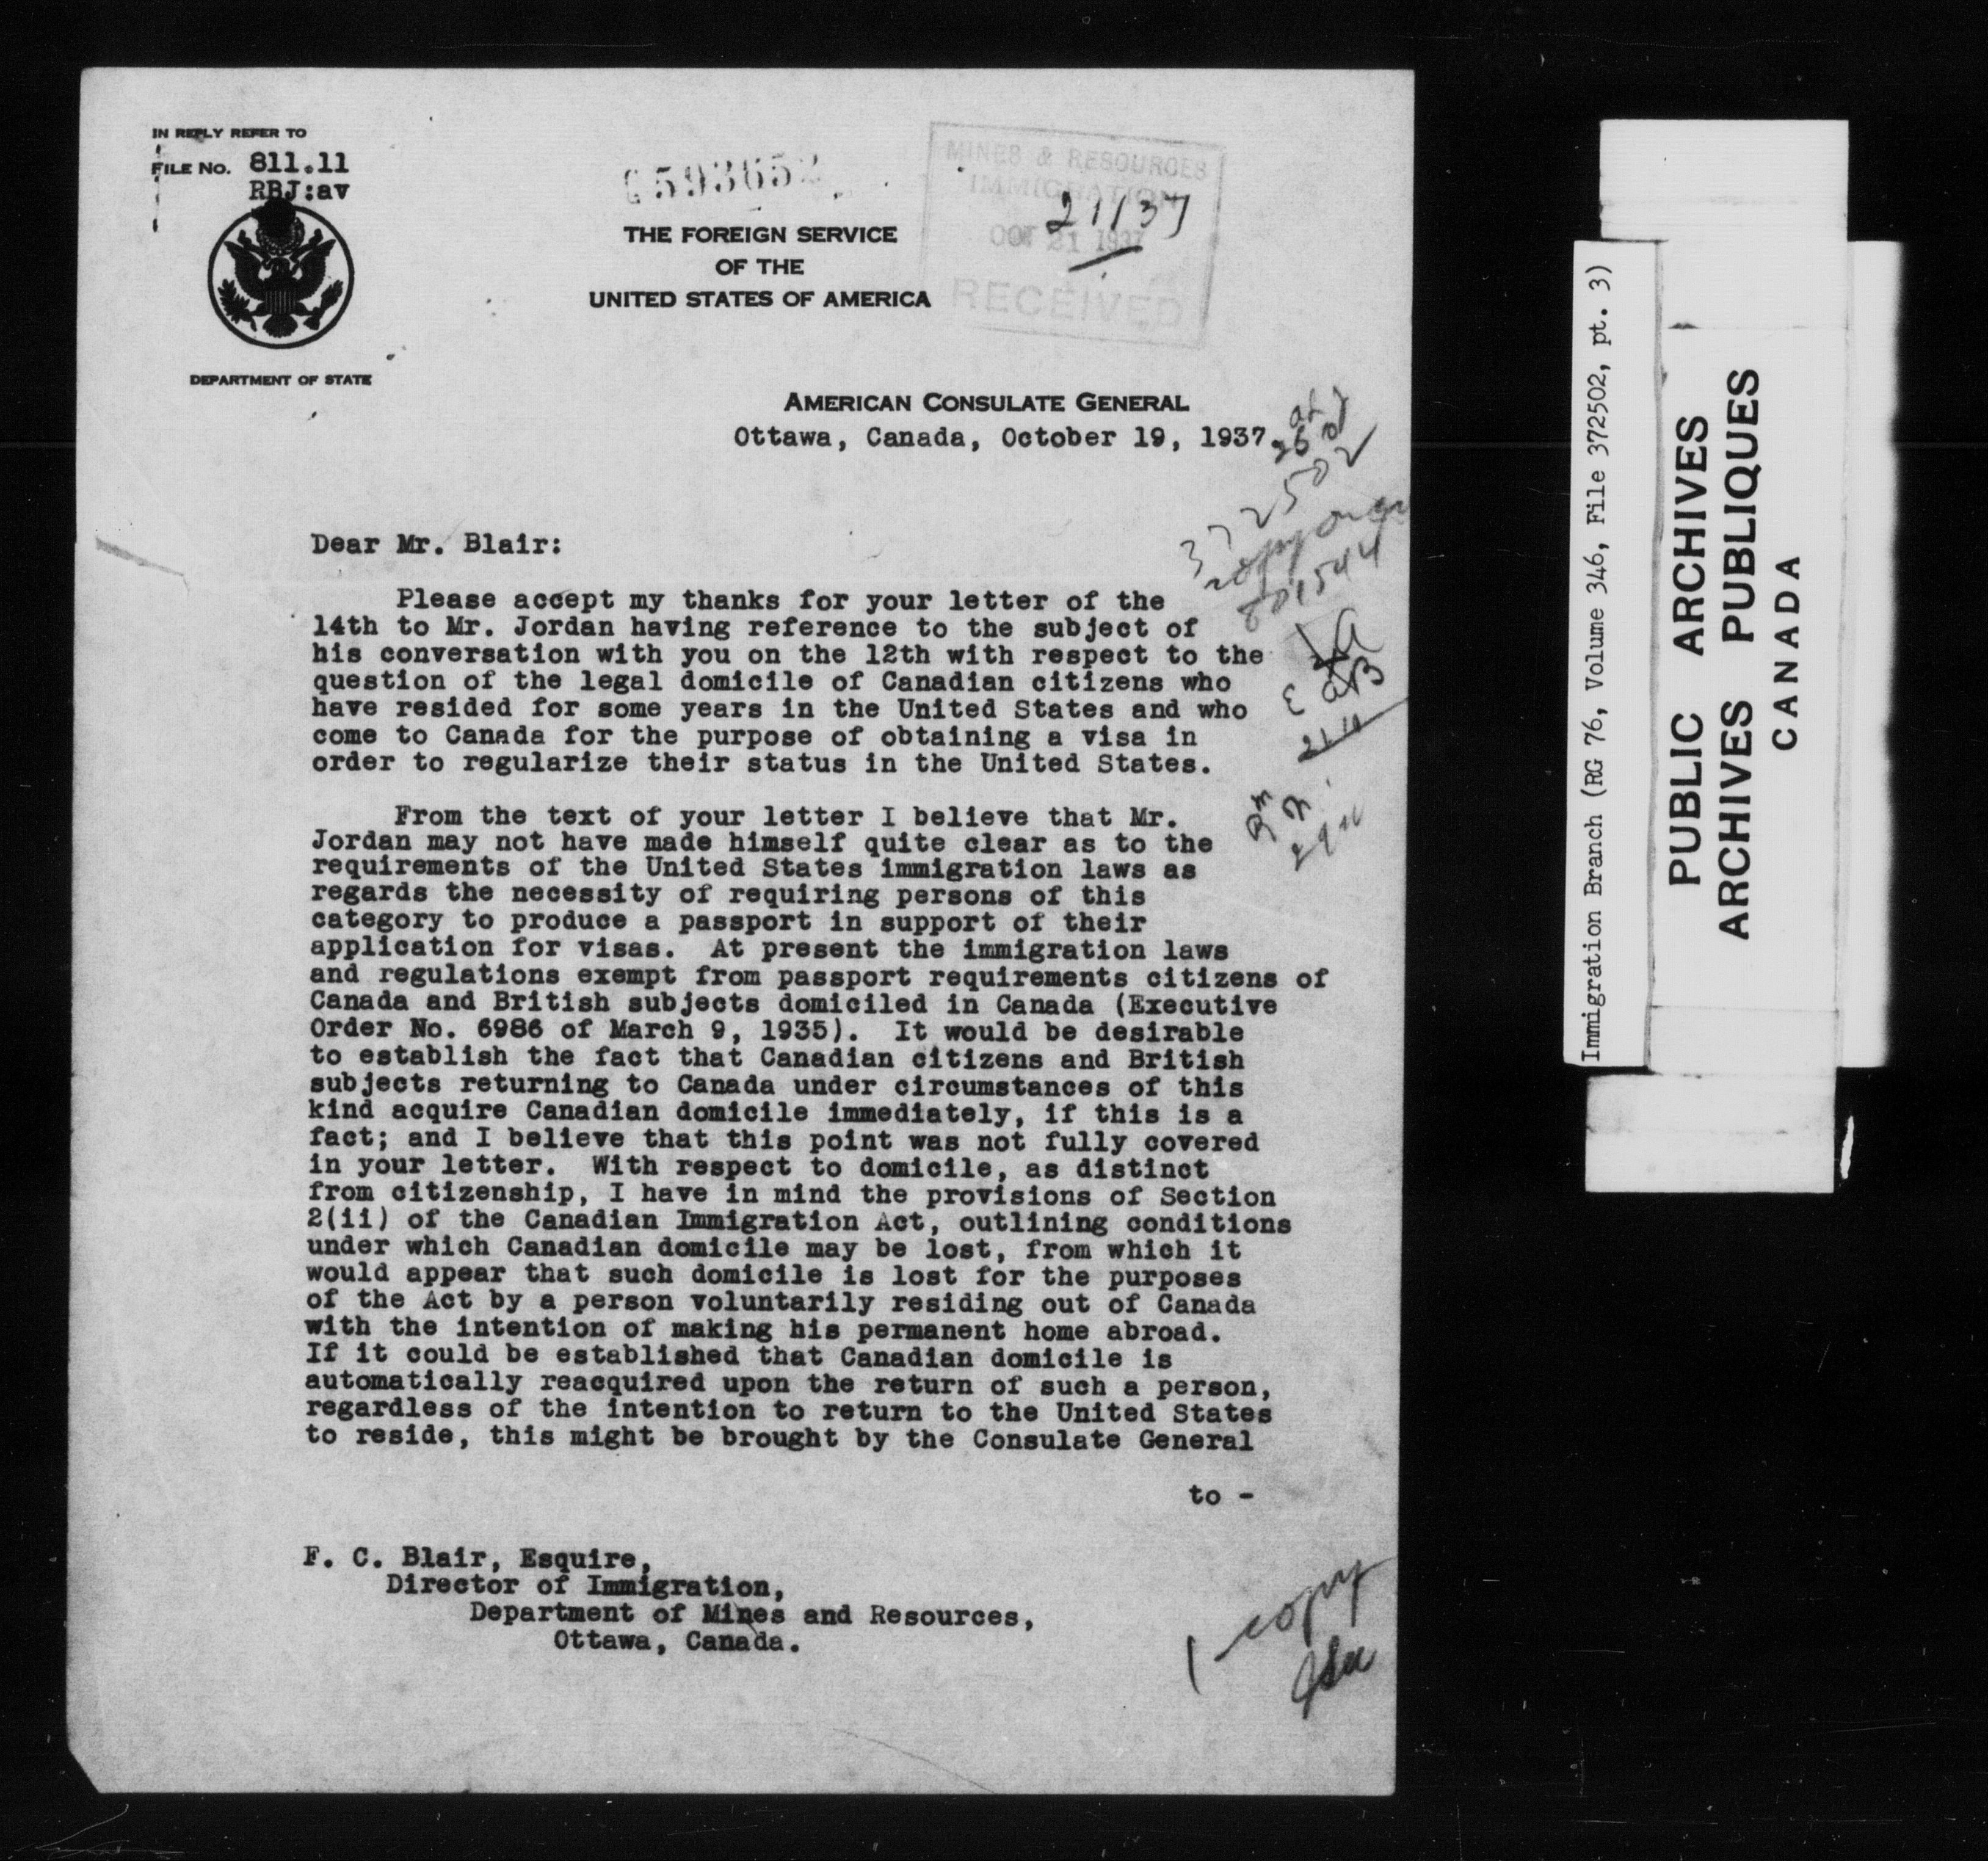 IN REPLY REFER TO
FILE No. 811.11
RBJ:av
593652
MINES & RESOURCES
IMMIGRATION
21/37
OCT 21 1937
RECEIVED
THE FOREIGN SERVICE
OF THE
UNITED STATES OF AMERICA
DEPARTMENT OF STATE
AMERICAN CONSULATE GENERAL
Ottawa, Canada, October 19, 1937.
372502
copy on
801544
Dear Mr. Blair:
Please accept my thanks for your letter of the
14th to Mr. Jordan having reference to the subject of
his conversation with you on the 12th with respect to the
question of the legal domicile of Canadian citizens who
have resided for some years in the United States and who
come to Canada for the purpose of obtaining a visa in
order to regularize their status in the United States.
From the text of your letter I believe that Mr.
Jordan may not have made himself quite clear as to the
requirements of the United States immigration laws as
regards the necessity of requiring persons of this
category to produce a passport in support of their
application for visas. At present the immigration laws
and regulations exempt from passport requirements citizens of
Canada and British subjects domiciled in Canada (Executive
Order No. 6986 of March 9, 1935). It would be desirable
to establish the fact that Canadian citizens and British
subjects returning to Canada under circumstances of this
kind acquire Canadian domicile immediately, if this is a
fact; and I believe that this point was not fully covered
in your letter. With respect to domicile, as distinct
from citizenship, I have in mind the provisions of Section
2(ii) of the Canadian Immigration Act, outlining conditions
under which Canadian domicile may be lost, from which it
would appear that such domicile is lost for the purposes
of the Act by a person voluntarily residing out of Canada
with the intention of making his permanent home abroad.
If it could be established that Canadian domicile is
automatically reacquired upon the return of such a person,
regardless of the intention to return to the United States
to reside, this might be brought by the Consulate General
to -
F. C. Blair, Esquire,
Director of Immigration,
Department of Mines and Resources,
Ottawa, Canada.
1 copy
Immigration Branch (RG 76, Volume 346, File 372502, pt. 3)
PUBLIC ARCHIVES
ARCHIVES PUBLIQUES
CANADA